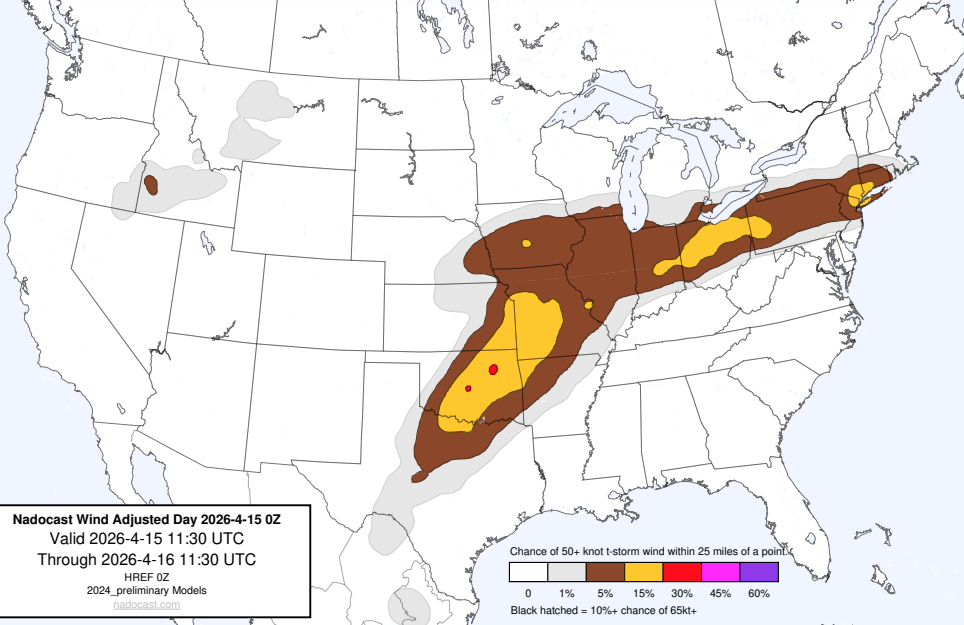 Nadocast Wind Adjusted Day 2026-4-15 0Z
Valid 2026-4-15 11:30 UTC
Through 2026-4-16 11:30 UTC
HREF 0Z
2024_preliminary Models
nadocast.com
Chance of 50+ knot t-storm wind within 25 miles of a point.
0 1% 5% 15% 30% 45% 60%
Black hatched = 10%+ chance of 65kt+